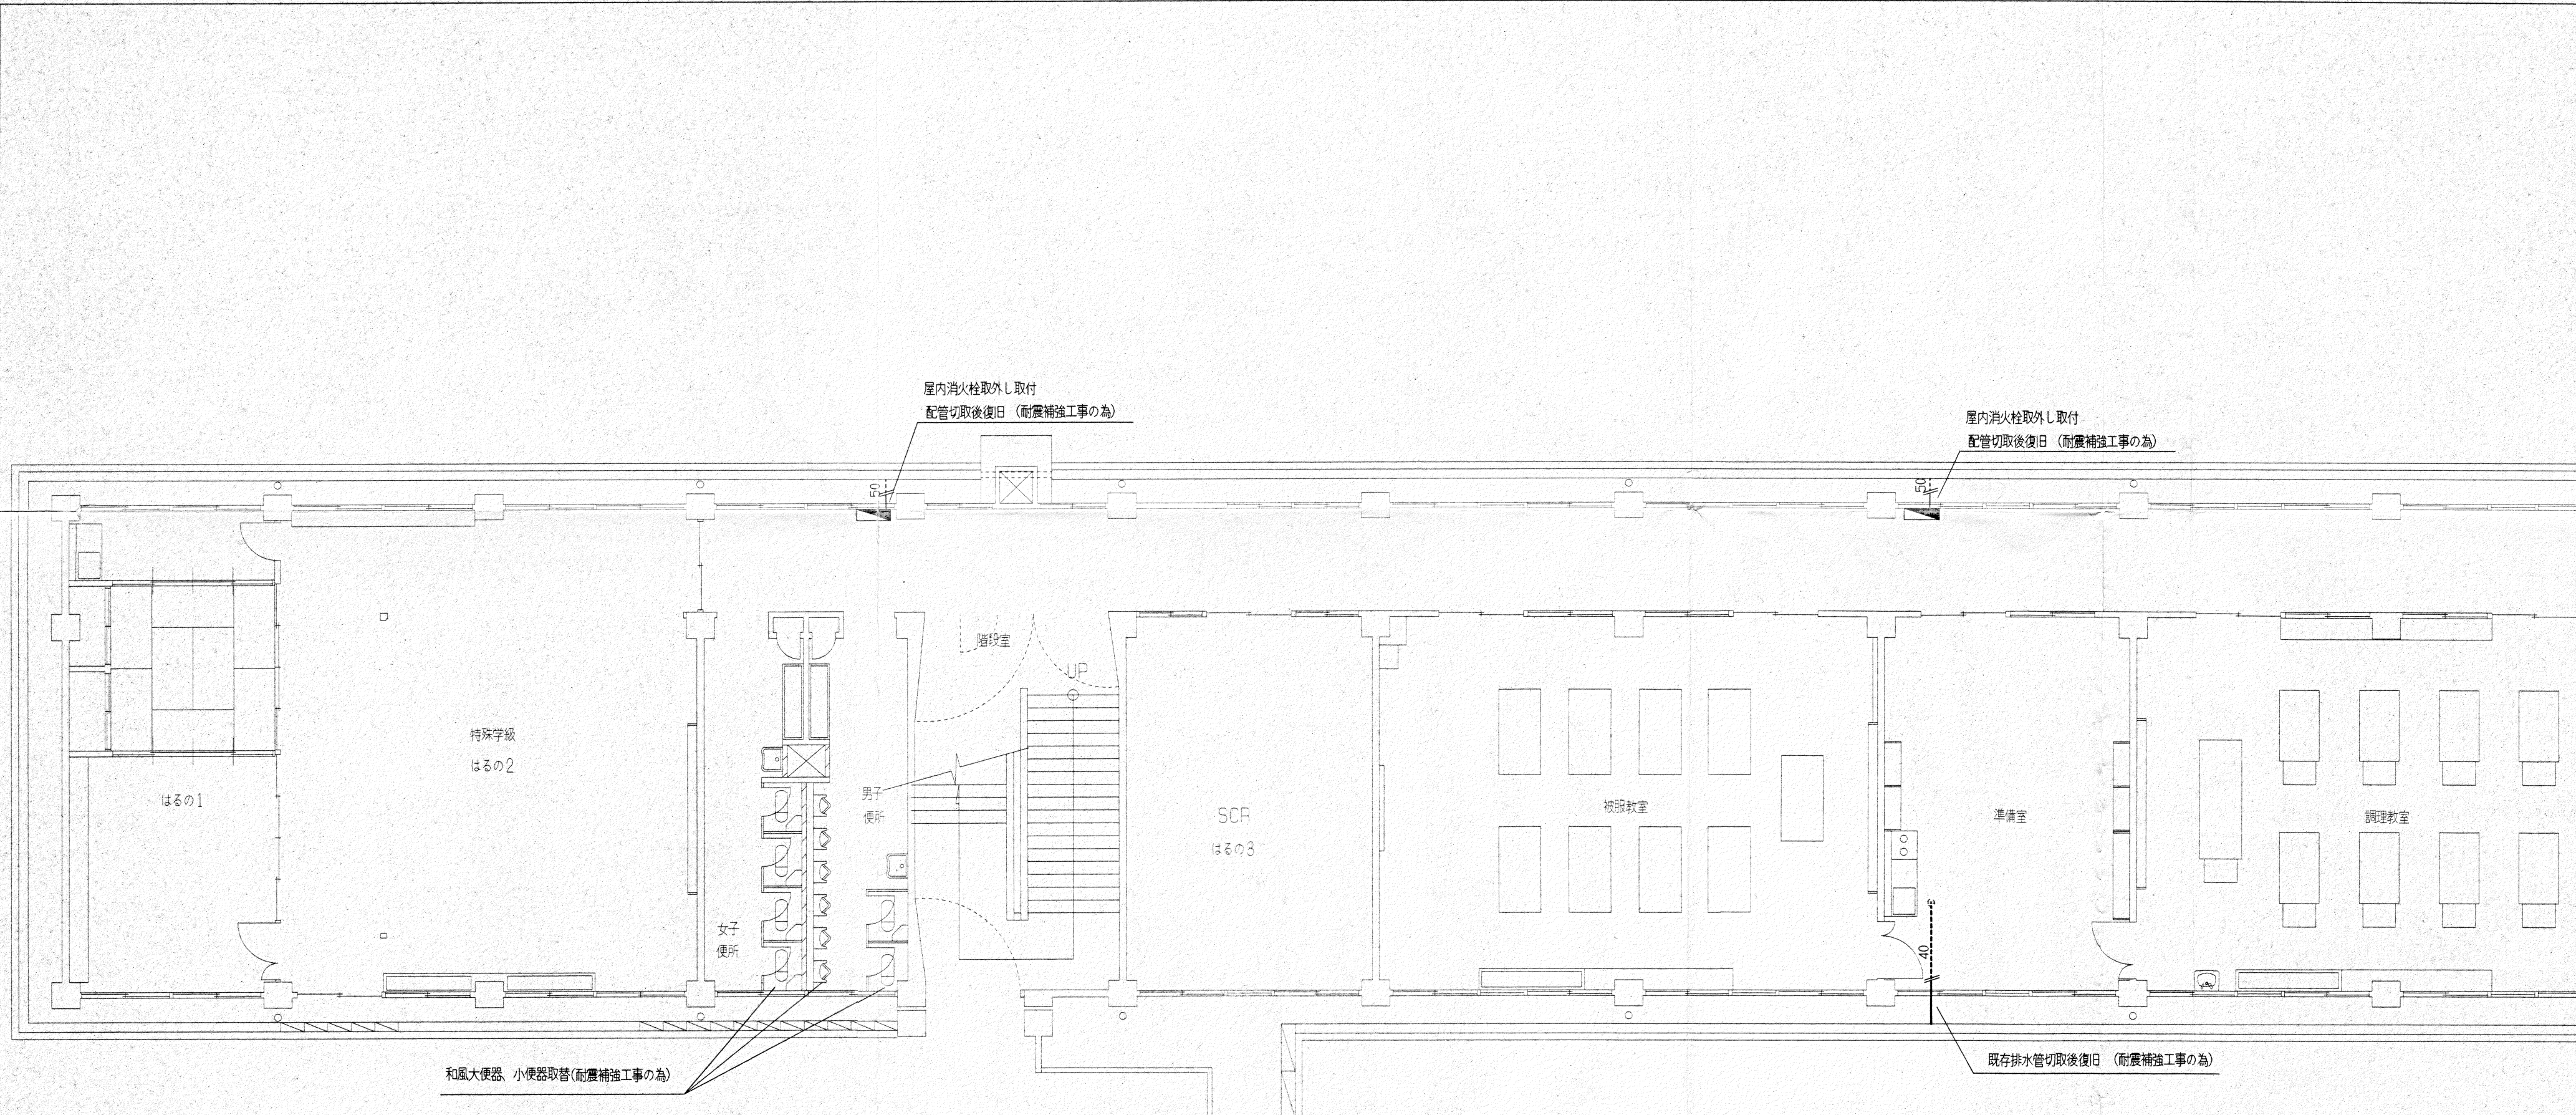 屋内消火栓取外し取付
配管切取後復旧 (耐震補強工事の為)
屋内消火栓取外し取付
配管切取後復旧 (耐震補強工事の為)
50
50
階段室
UP
特殊学級
はるの2
はるの1
男子
便所
SCR
はるの3
被服教室
準備室
調理教室
女子
便所
40
和風大便器、小便器取替(耐震補強工事の為)
既存排水管切取後復旧 (耐震補強工事の為)